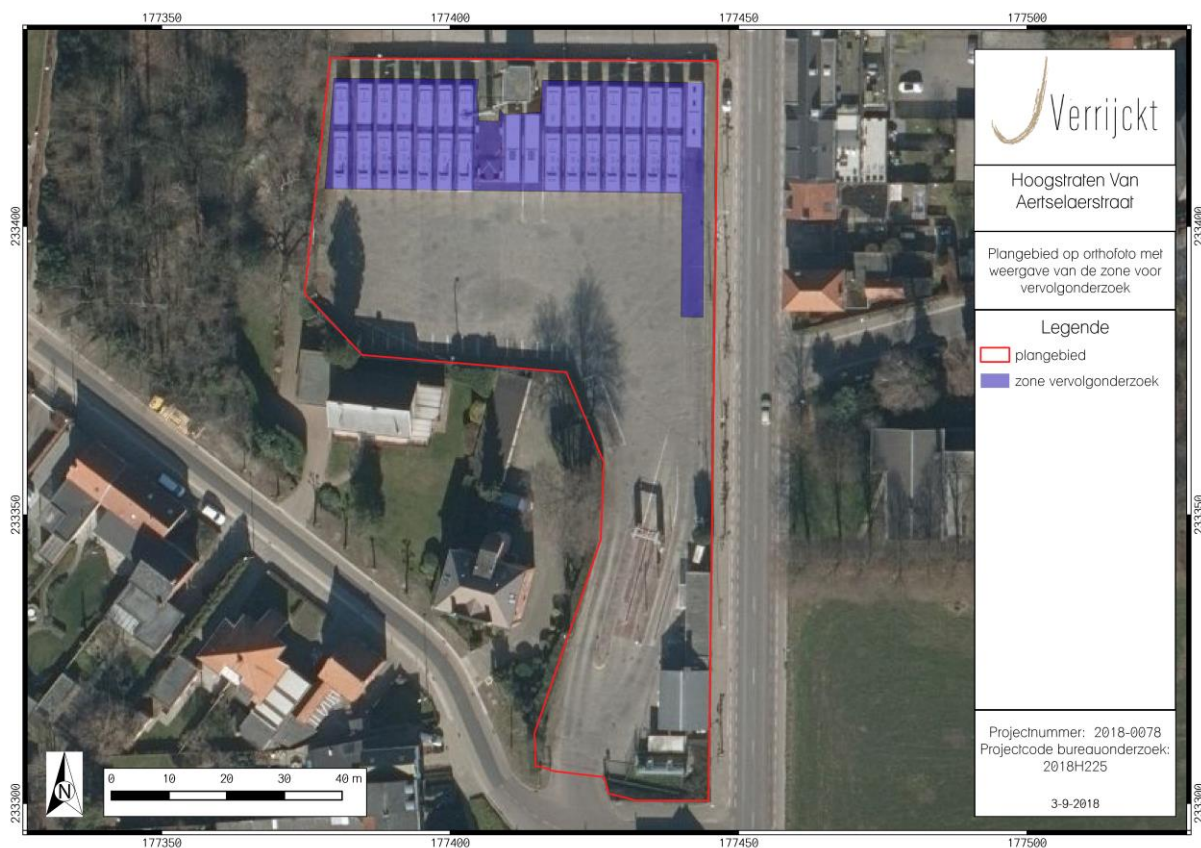 177350
177400
177450
177500
Verrijckt
Hoogstraten Van
Aertselaerstraat
Plangebied op orthofoto met
weergave van de zone voor
vervolgonderzoek
Legende
plangebied
zone vervolgonderzoek
Projectnummer: 2018-0078
Projectcode bureauonderzoek:
2018H225
3-9-2018
233400
233350
233300
233400
233350
233300
N
0 10 20 30 40 m
177350
177400
177450
177500